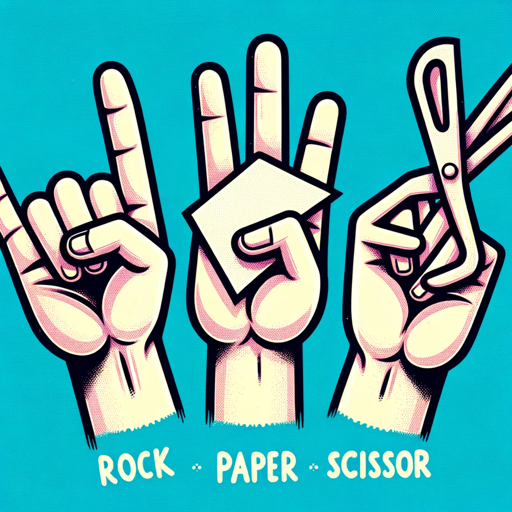 ROCK · PAPER · SCISSOR